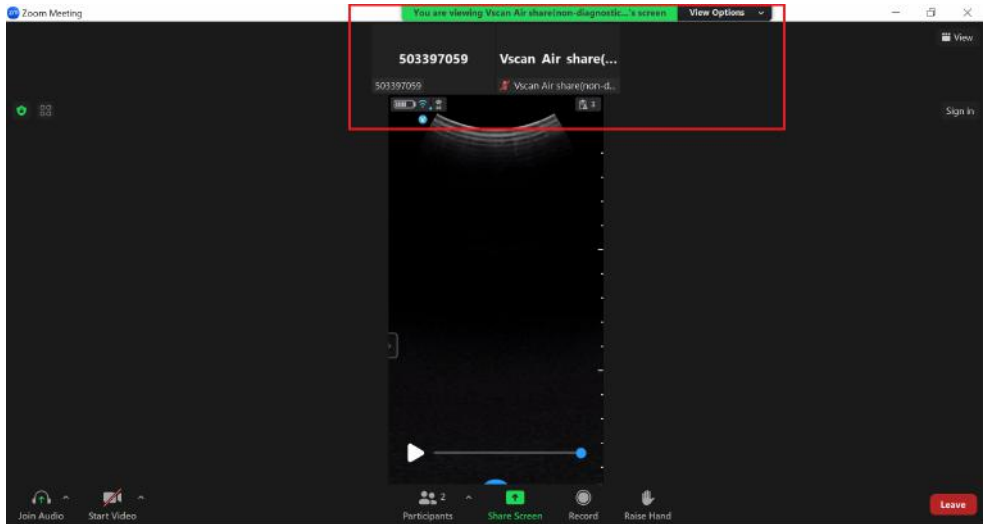 Zoom Meeting
You are viewing Vscan Air share(non-diagnostic...'s screen
View Options
View
503397059
Vscan Air share(...
503397059
Vscan Air share(non-d...
3
Sign in
V
Join Audio
Start Video
2
Participants
Share Screen
Record
Raise Hand
Leave